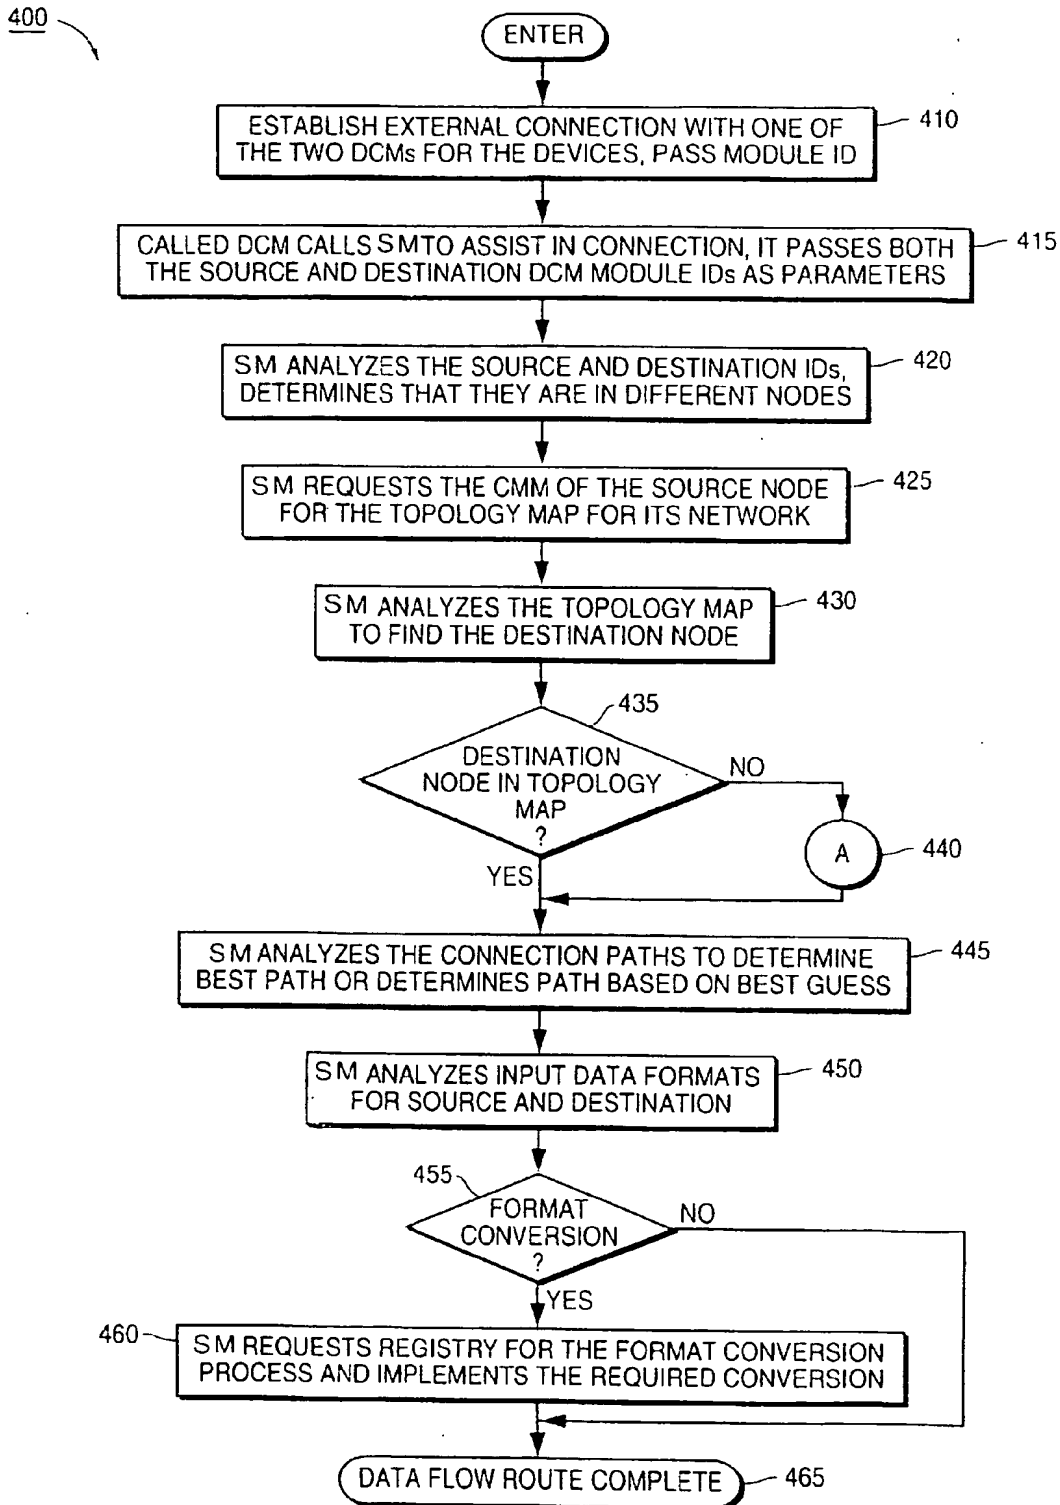 400
ENTER
ESTABLISH EXTERNAL CONNECTION WITH ONE OF
THE TWO DCMs FOR THE DEVICES, PASS MODULE ID
410
CALLED DCM CALLS SMTO ASSIST IN CONNECTION, IT PASSES BOTH
THE SOURCE AND DESTINATION DCM MODULE IDs AS PARAMETERS
415
SM ANALYZES THE SOURCE AND DESTINATION IDs,
DETERMINES THAT THEY ARE IN DIFFERENT NODES
420
SM REQUESTS THE CMM OF THE SOURCE NODE
FOR THE TOPOLOGY MAP FOR ITS NETWORK
425
SM ANALYZES THE TOPOLOGY MAP
TO FIND THE DESTINATION NODE
430
435
DESTINATION
NODE IN TOPOLOGY
MAP
?
NO
A
440
YES
SM ANALYZES THE CONNECTION PATHS TO DETERMINE
BEST PATH OR DETERMINES PATH BASED ON BEST GUESS
445
SM ANALYZES INPUT DATA FORMATS
FOR SOURCE AND DESTINATION
450
455
FORMAT
CONVERSION
?
NO
YES
460
SM REQUESTS REGISTRY FOR THE FORMAT CONVERSION
PROCESS AND IMPLEMENTS THE REQUIRED CONVERSION
DATA FLOW ROUTE COMPLETE
465